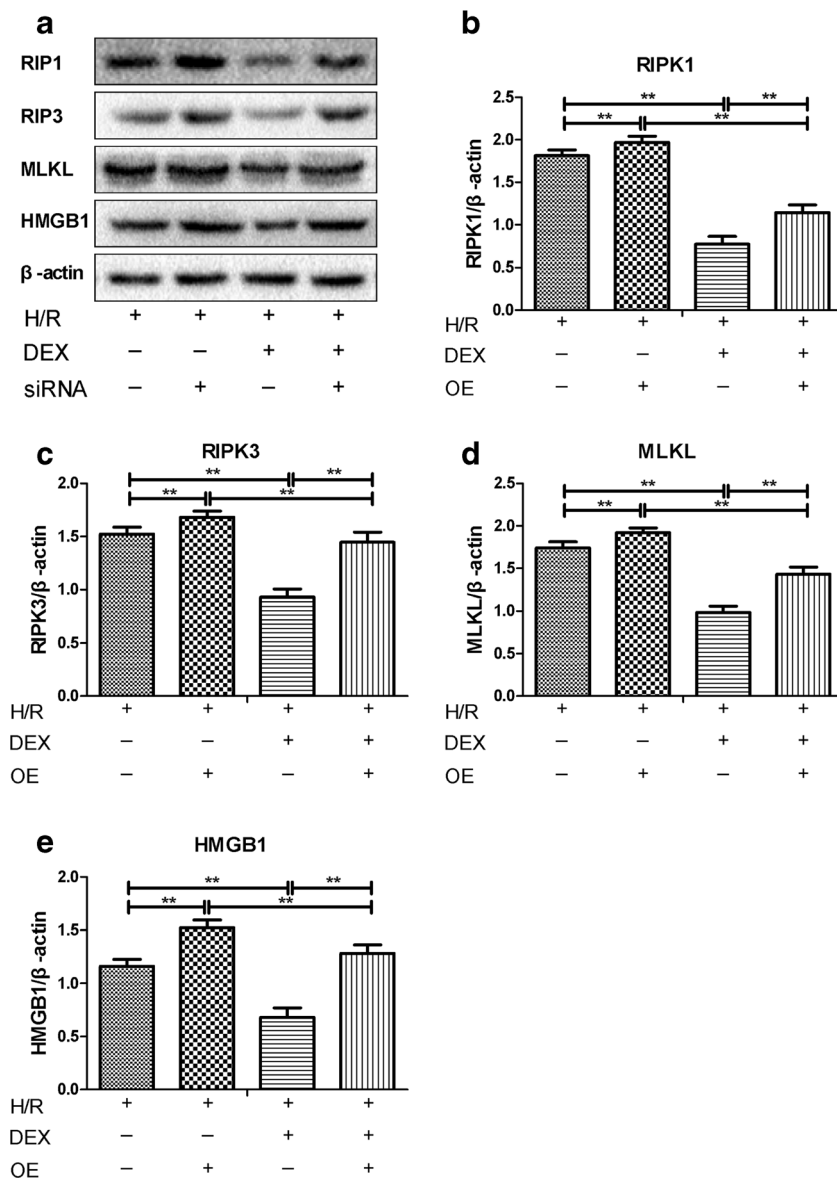 a
RIP1
RIP3
MLKL
HMGB1
β -actin
H/R + + + +
DEX – – + +
siRNA – + – +
b
RIPK1
RIPK1/β -actin
2.5
2.0
1.5
1.0
0.5
0.0
** **
** **
H/R + + + +
DEX – – + +
OE – + – +
c
RIPK3
RIPK3/β -actin
2.0
1.5
1.0
0.5
0.0
** **
** **
H/R + + + +
DEX – – + +
OE – + – +
d
MLKL
MLKL/β -actin
2.5
2.0
1.5
1.0
0.5
0.0
** **
** **
H/R + + + +
DEX – – + +
OE – + – +
e
HMGB1
HMGB1/β -actin
2.0
1.5
1.0
0.5
0.0
** **
** **
H/R + + + +
DEX – – + +
OE – + – +